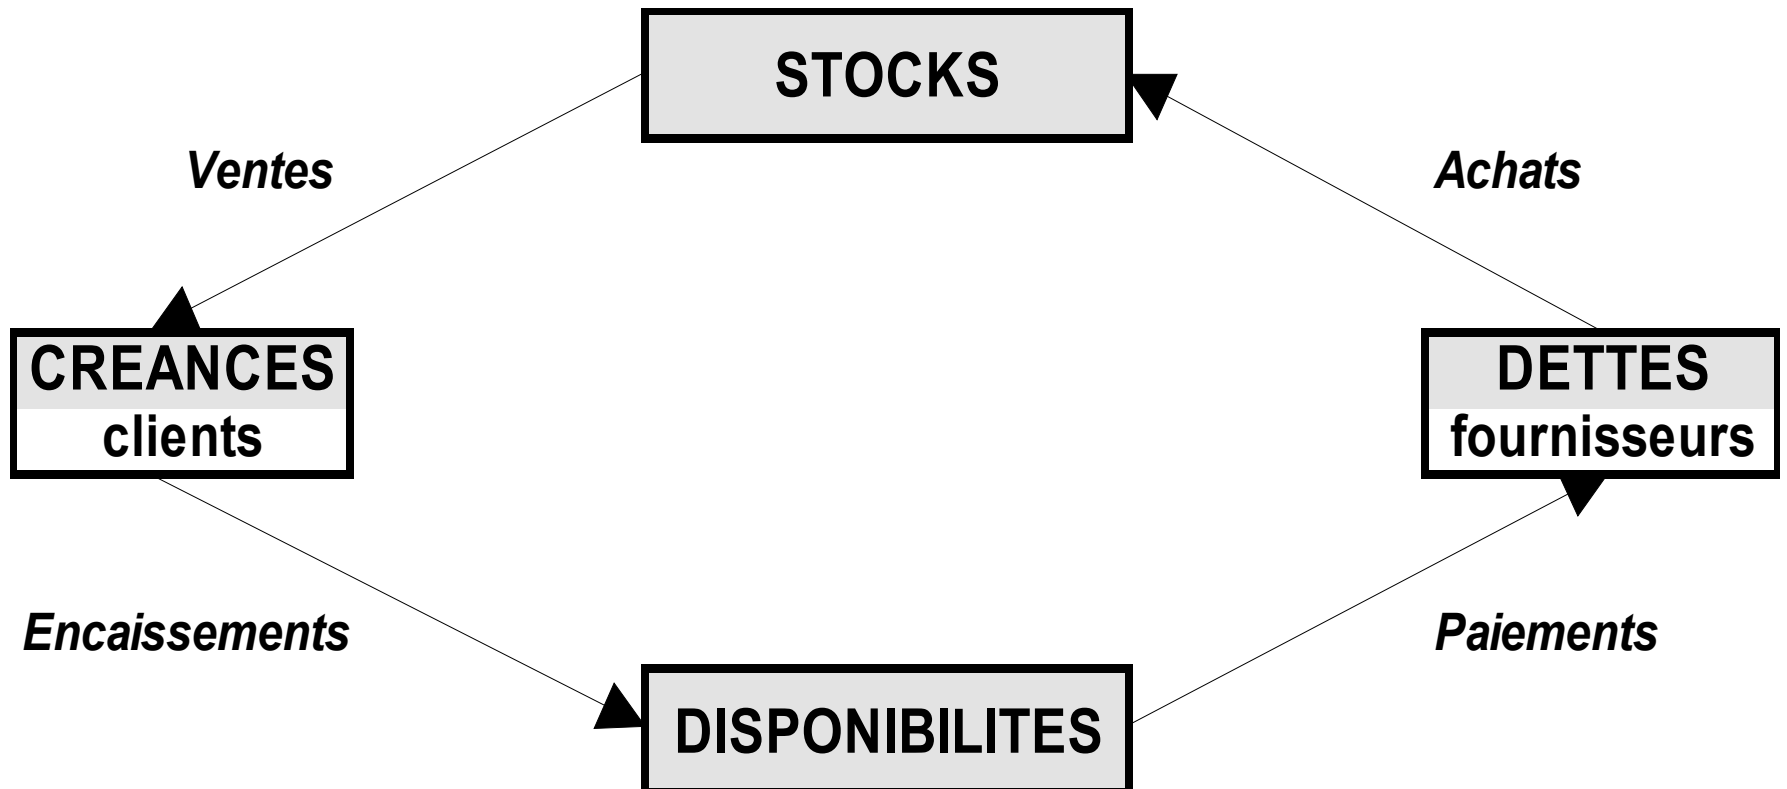 STOCKS
Ventes
Achats
CREANCES
clients
DETTES
fournisseurs
Encaissements
Paiements
DISPONIBILITES